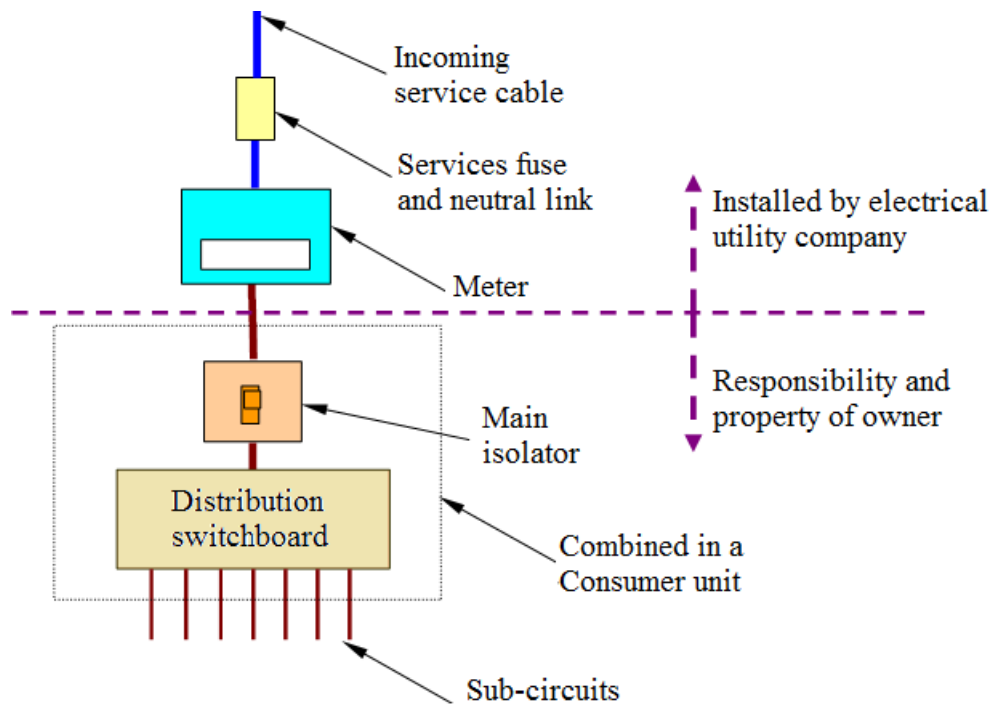 Incoming
service cable
Services fuse
and neutral link
Installed by electrical
utility company
Meter
Responsibility and
property of owner
Main
isolator
Distribution
switchboard
Combined in a
Consumer unit
Sub-circuits